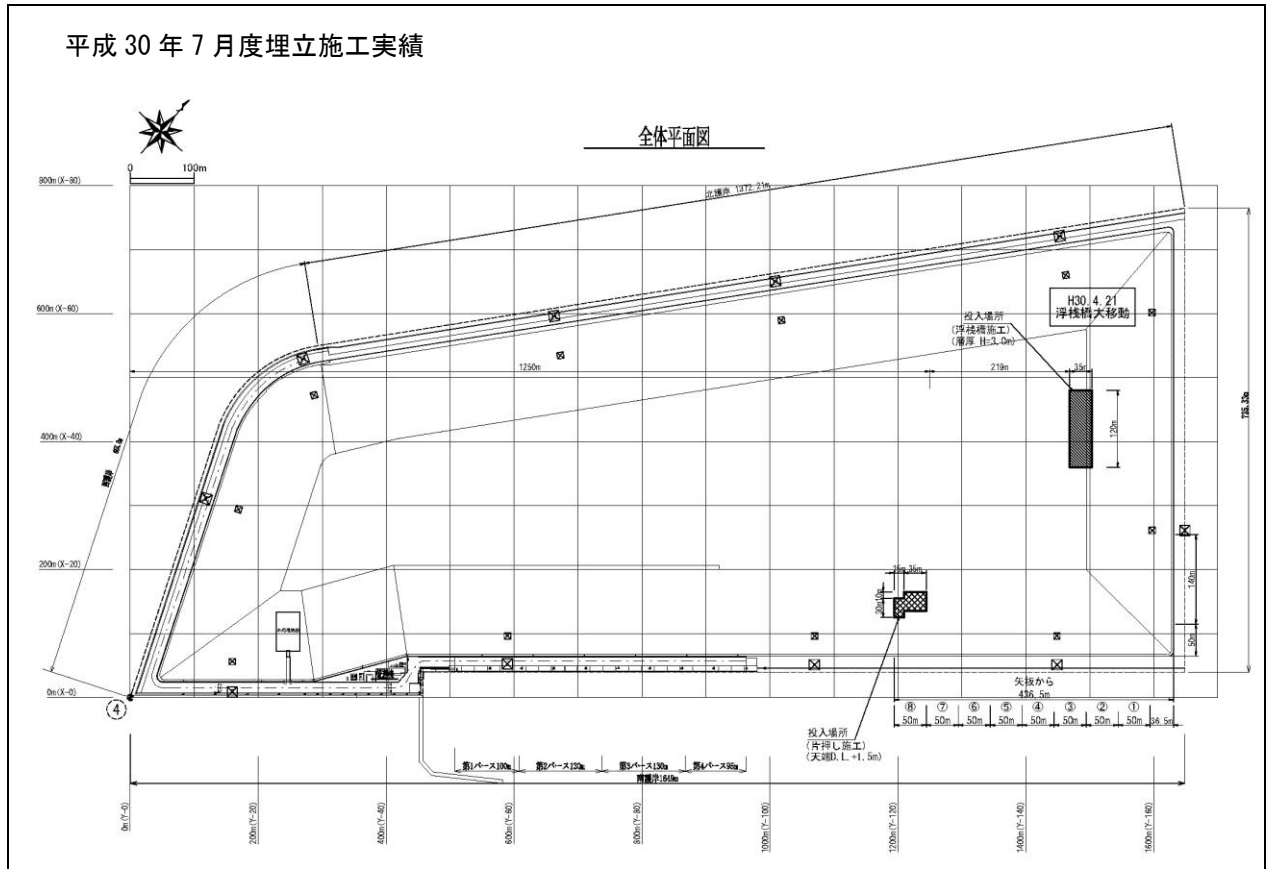 平成 30 年 7 月度埋立施工実績
全体平面図
0 100m
800m(X-80)
北護岸 1372.21m
600m(X-60)
H30.4.21
浮桟橋大移動
投入場所
(浮桟橋施工)
(層厚 H=3.0m)
1250m
219m
35m
120m
400m(X-40)
200m(X-20)
35m
10m
30m
140m
50m
0m(X-0)
④
矢板から
436.5m
⑧ ⑦ ⑥ ⑤ ④ ③ ② ①
50m 50m 50m 50m 50m 50m 50m 50m 36.5m
投入場所
(片押し施工)
(天端D.L.+1.5m)
第1バース100m 第2バース130m 第3バース130m 第4バース95m
南護岸1649m
0m(Y-0)
200m(Y-20)
400m(Y-40)
600m(Y-60)
800m(Y-80)
1000m(Y-100)
1200m(Y-120)
1400m(Y-140)
1600m(Y-160)